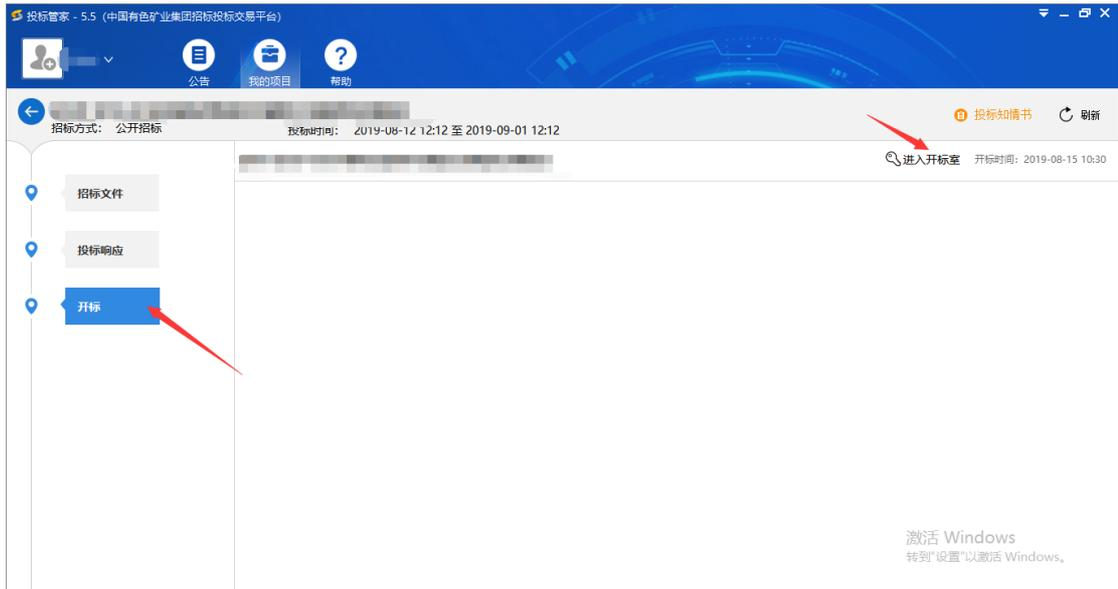 投标管家 - 5.5（中国有色矿业集团招标投标交易平台）
公告
我的项目
帮助
招标方式： 公开招标
投标时间： 2019-08-12 12:12 至 2019-09-01 12:12
投标知情书
刷新
进入开标室
开标时间：2019-08-15 10:30
招标文件
投标响应
开标
激活 Windows
转到"设置"以激活 Windows。